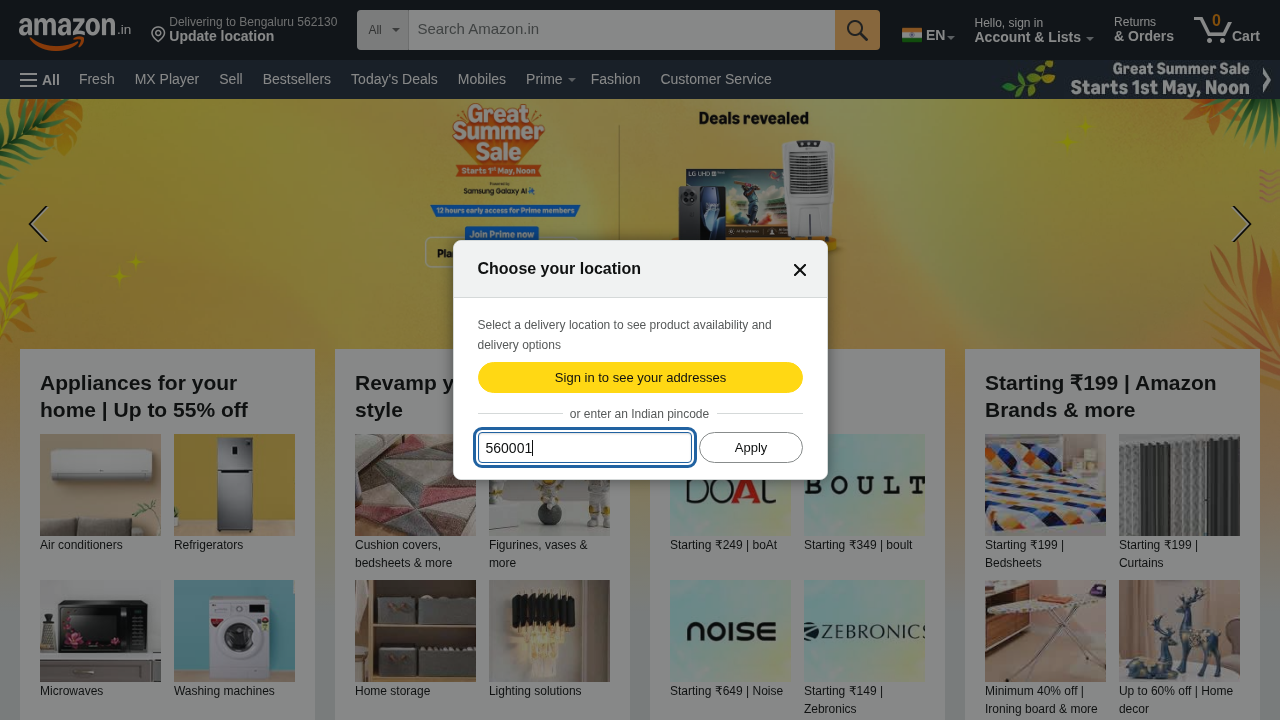 amazon.in
Delivering to Bengaluru 562130
Update location
All
Search Amazon.in
EN
Hello, sign in
Account & Lists
Returns
& Orders
0
Cart
All
Fresh
MX Player
Sell
Bestsellers
Today's Deals
Mobiles
Prime
Fashion
Customer Service
Great Summer Sale
Starts 1st May, Noon
Great
Summer
Sale
Starts 1st May, Noon
Powered by
Samsung Galaxy AI
12 hours early access for Prime members
Join Prime now
Deals revealed
LG UHD
Choose your location
Select a delivery location to see product availability and
delivery options
Sign in to see your addresses
or enter an Indian pincode
560001
Apply
Appliances for your
home | Up to 55% off
Air conditioners
Refrigerators
Microwaves
Washing machines
Revamp y
style
Cushion covers,
bedsheets & more
Figurines, vases &
more
Home storage
Lighting solutions
boAt
BOULT
Starting ₹249 | boAt
Starting ₹349 | boult
noise
ZEBRONICS
Starting ₹649 | Noise
Starting ₹149 |
Zebronics
Starting ₹199 | Amazon
Brands & more
Starting ₹199 |
Bedsheets
Starting ₹199 |
Curtains
Minimum 40% off |
Ironing board & more
Up to 60% off | Home
decor